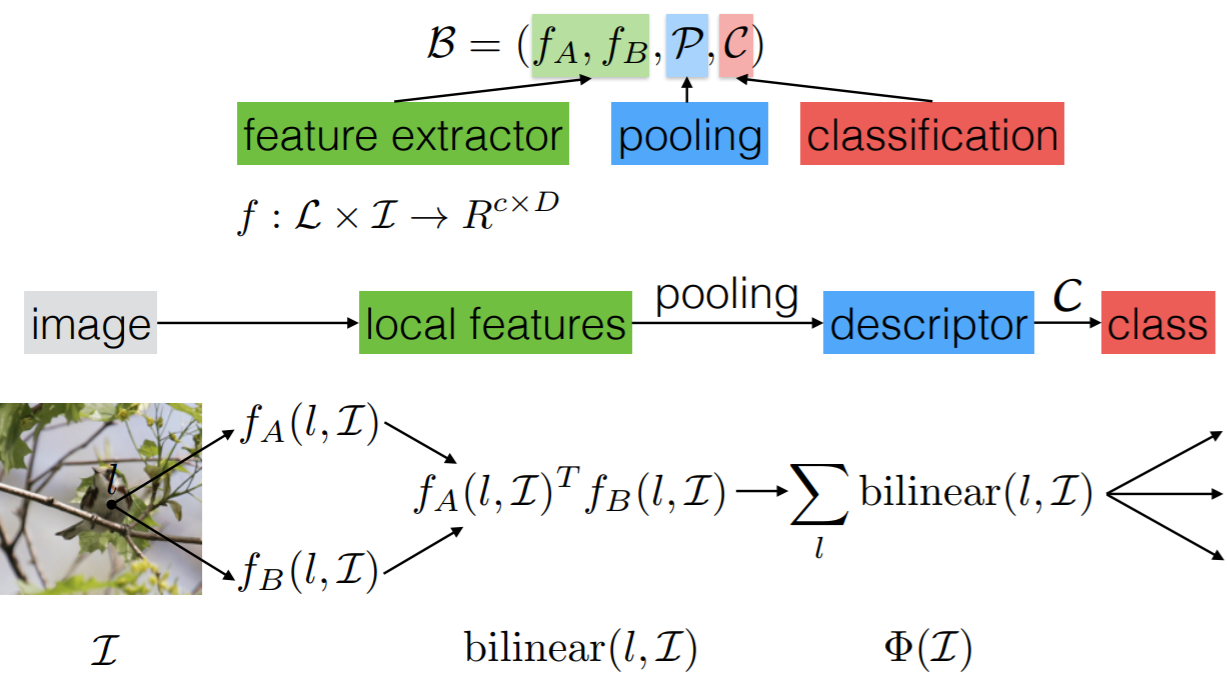 ℬ = (f_A, f_B, 𝒫, 𝒞)
feature extractor pooling classification
f : ℒ × ℐ → R^{c×D}
pooling 𝒞
image local features descriptor class
l
f_A(l, ℐ)
f_A(l, ℐ)^T f_B(l, ℐ) ∑_l bilinear(l, ℐ)
f_B(l, ℐ)
ℐ bilinear(l, ℐ) Φ(ℐ)